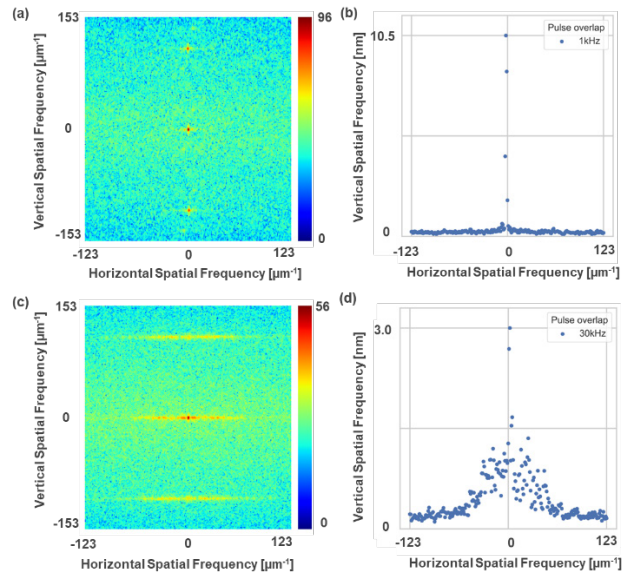 (a)
153
96
Vertical Spatial Frequency [µm⁻¹]
0
-153
0
-123
0
123
Horizontal Spatial Frequency [µm⁻¹]
(b)
Vertical Spatial Frequency [nm]
10.5
0
Pulse overlap
1kHz
-123
0
123
Horizontal Spatial Frequency [µm⁻¹]
(c)
153
56
Vertical Spatial Frequency [µm⁻¹]
0
-153
0
-123
0
123
Horizontal Spatial Frequency [µm⁻¹]
(d)
Vertical Spatial Frequency [nm]
3.0
0
Pulse overlap
30kHz
-123
0
123
Horizontal Spatial Frequency [µm⁻¹]